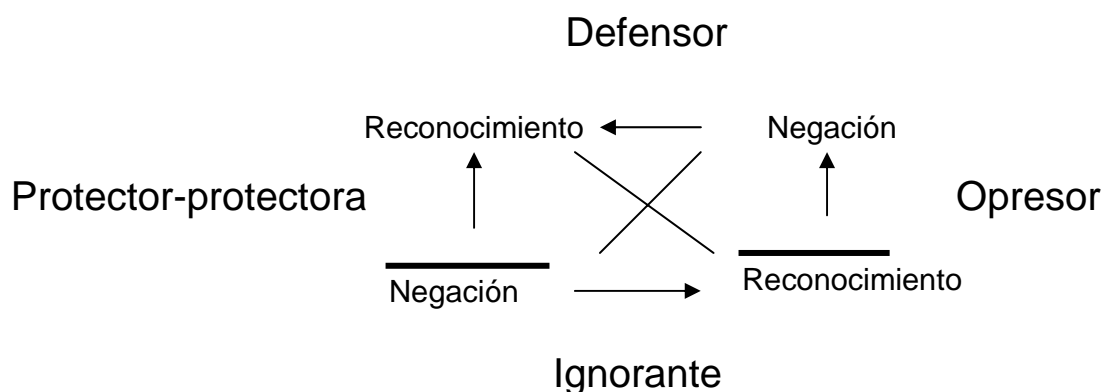 Defensor
Reconocimiento Negación
Protector-protectora Opresor
Negación Reconocimiento
Ignorante